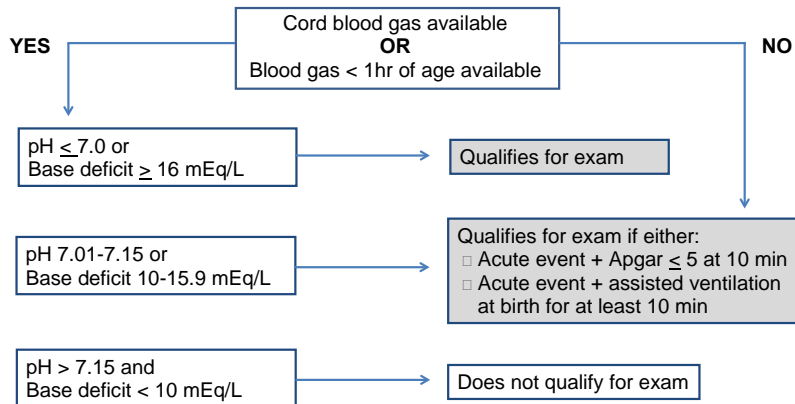 Cord blood gas available
YES
OR
NO
Blood gas < 1hr of age available
pH ≤ 7.0 or
Base deficit ≥ 16 mEq/L
Qualifies for exam
pH 7.01-7.15 or
Base deficit 10-15.9 mEq/L
Qualifies for exam if either:
□ Acute event + Apgar ≤ 5 at 10 min
□ Acute event + assisted ventilation
at birth for at least 10 min
pH > 7.15 and
Base deficit < 10 mEq/L
Does not qualify for exam